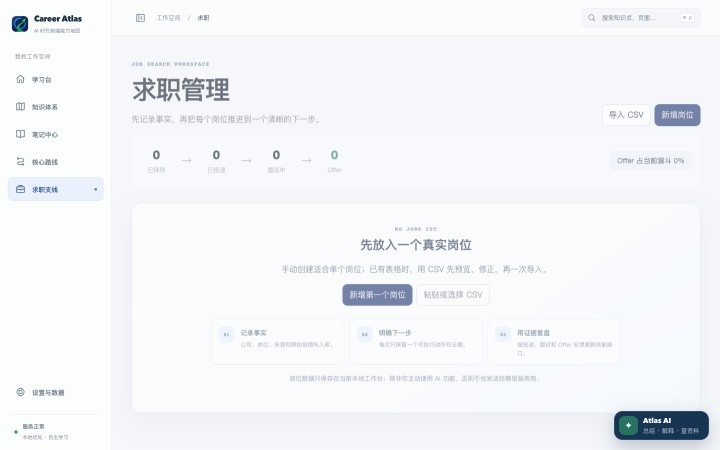 Career Atlas
AI 时代前端能力地图
我的工作空间
学习台
知识体系
笔记中心
核心路线
求职支线
设置与数据
服务正常
本地优先 · 自主学习
工作空间 / 求职
搜索知识点、页面...
⌘ K
JOB SEARCH WORKSPACE
求职管理
先记录事实，再把每个岗位推进到一个清晰的下一步。
导入 CSV
新增岗位
0 → 0 → 0 → 0
已保存 已投递 面试中 Offer
Offer 占当前漏斗 0%
NO JOBS YET
先放入一个真实岗位
手动创建适合单个岗位；已有表格时，用 CSV 先预览、修正，再一次导入。
新增第一个岗位
粘贴或选择 CSV
01 记录事实
公司、岗位、来源和原始链接先入库。
02 明确下一步
每次只保留一个可执行动作和日期。
03 用证据复盘
按投递、面试和 Offer 反馈更新技能缺口。
岗位数据只保存在当前本地工作台；除非你主动使用 AI 功能，否则不会发送给模型服务商。
Atlas AI
总结 · 解释 · 查资料